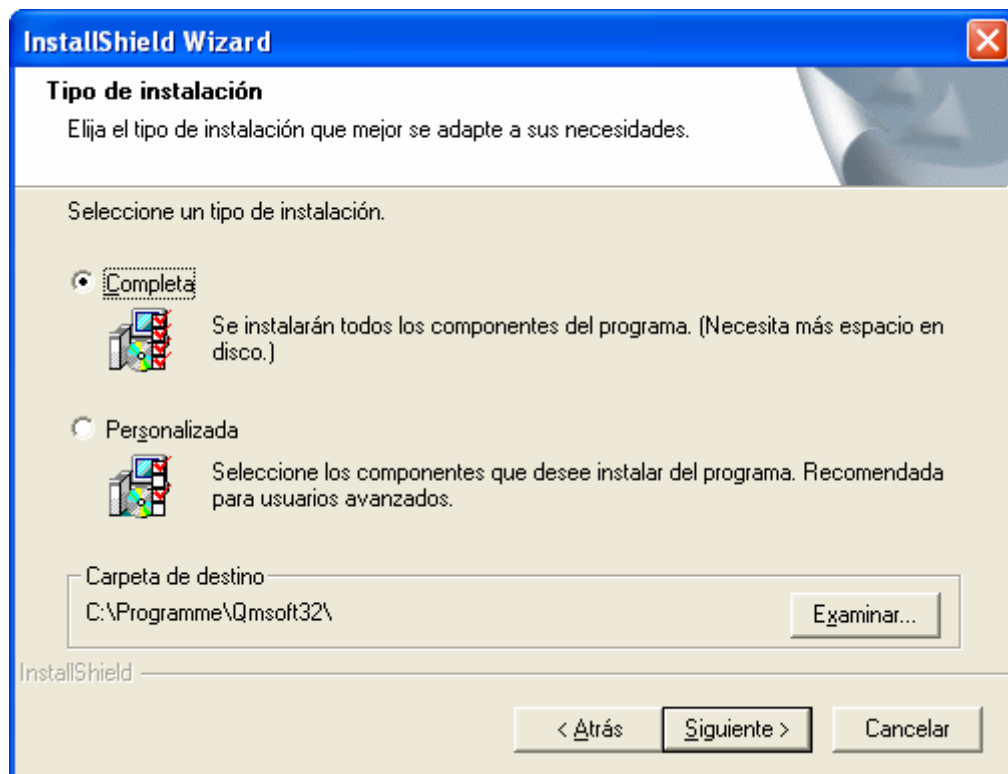 InstallShield Wizard
Tipo de instalación
Elija el tipo de instalación que mejor se adapte a sus necesidades.
Seleccione un tipo de instalación.
Completa
Se instalarán todos los componentes del programa. (Necesita más espacio en
disco.)
Personalizada
Seleccione los componentes que desee instalar del programa. Recomendada
para usuarios avanzados.
Carpeta de destino
C:\Programme\Qmsoft32\
Examinar...
InstallShield
< Atrás
Siguiente >
Cancelar